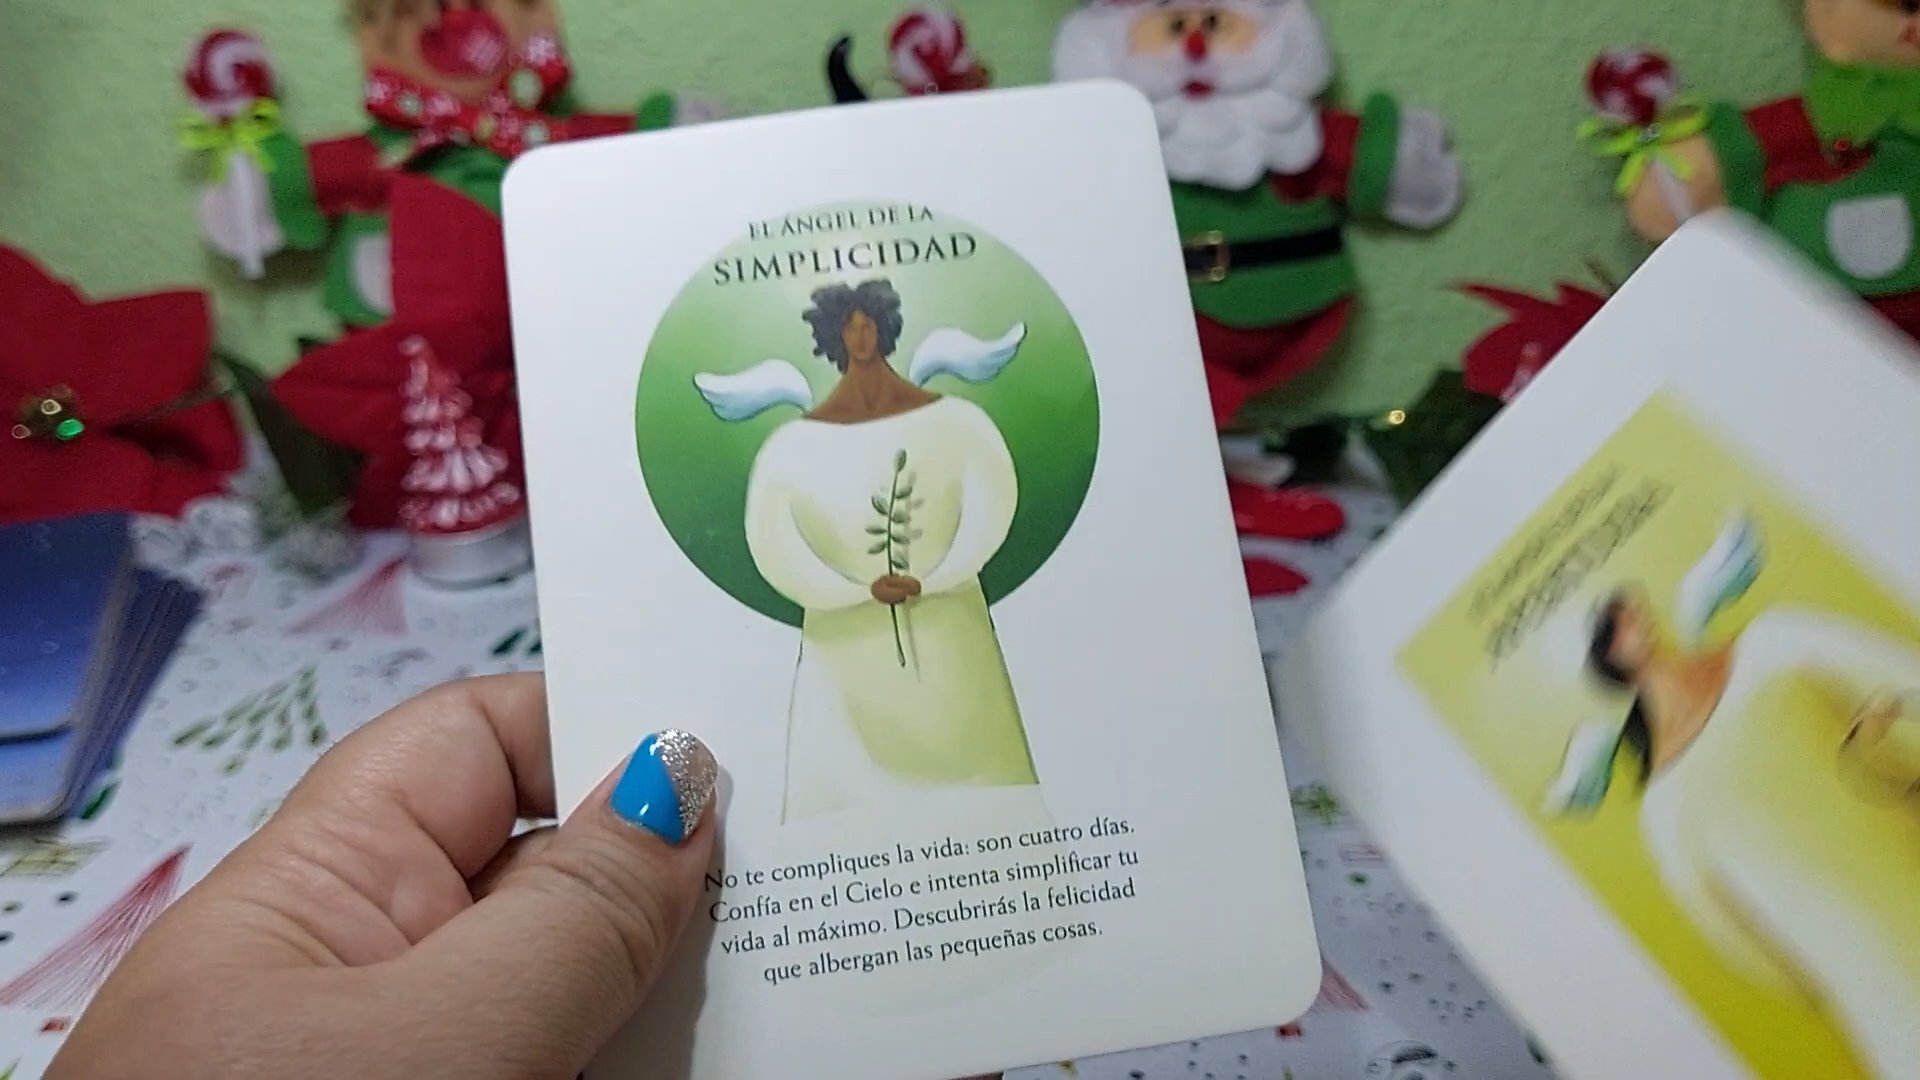 EL ÁNGEL DE LA
SIMPLICIDAD
No te compliques la vida: son cuatro días.
Confía en el Cielo e intenta simplificar tu
vida al máximo. Descubrirás la felicidad
que albergan las pequeñas cosas.